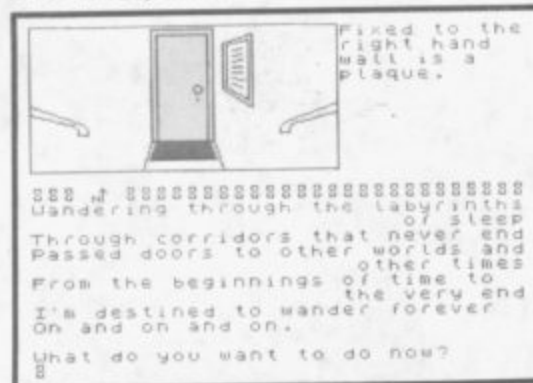 Fixed to the
right hand
wall is a
plaque.
N
Wandering through the labyrinths
of sleep
Through corridors that never end
Passed doors to other worlds and
other times
From the beginnings of time to
the very end
I'm destined to wander forever
On and on and on.
What do you want to do now?